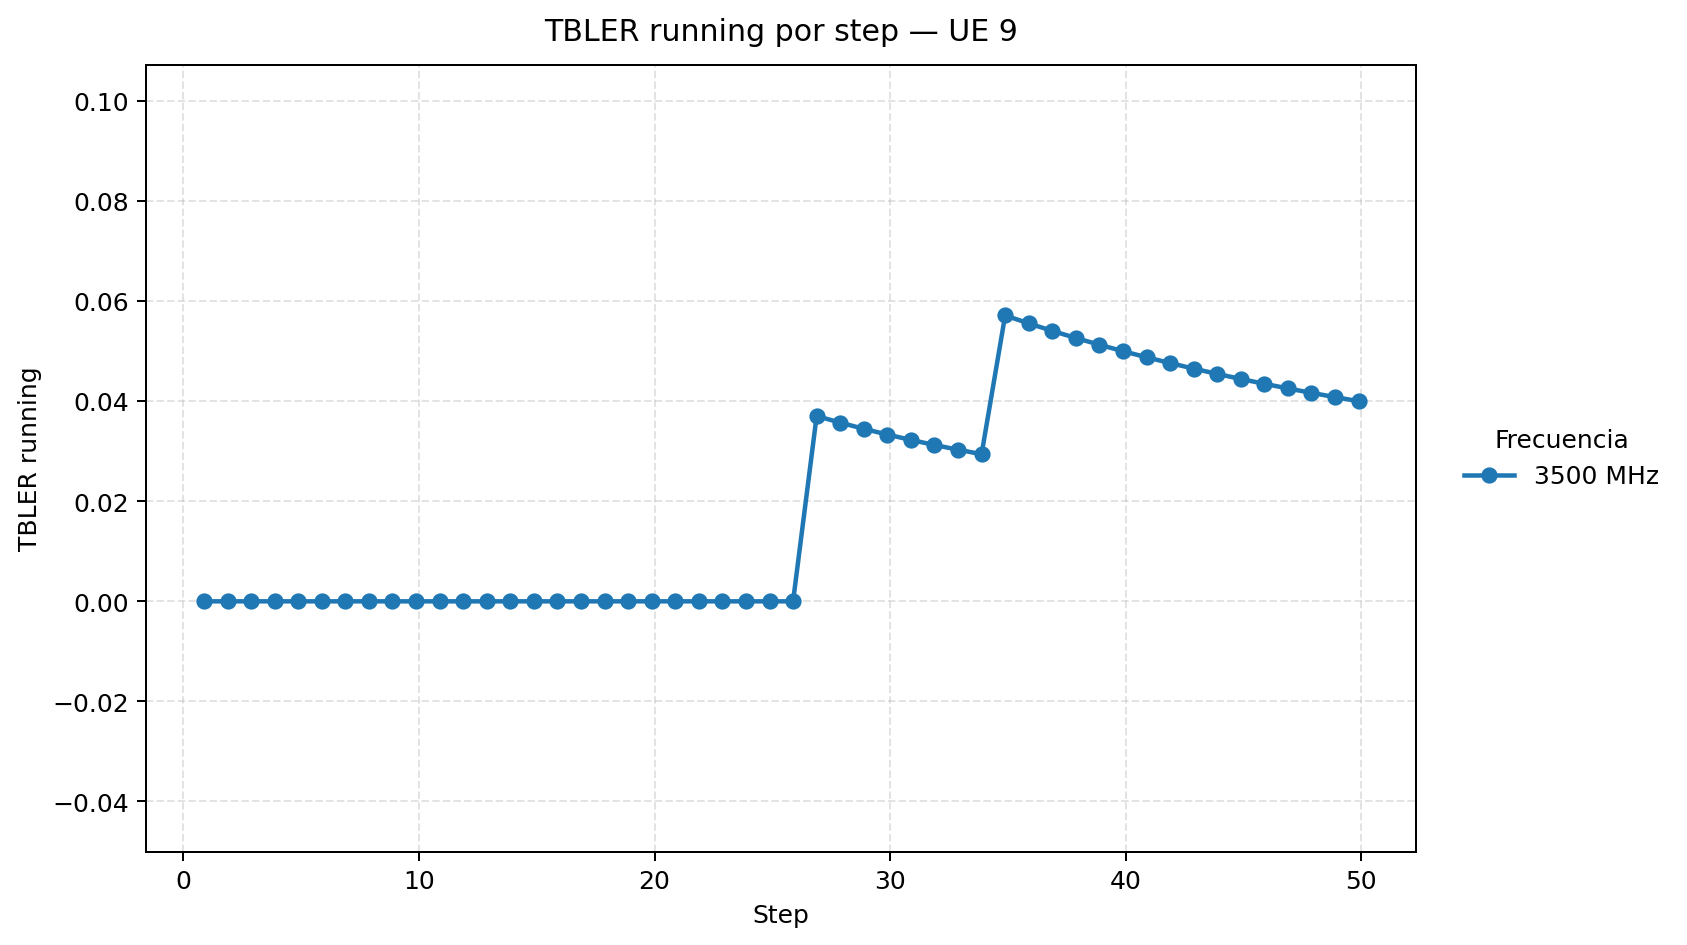 TBLER running por step — UE 9
TBLER running
0.10
0.08
0.06
0.04
0.02
0.00
−0.02
−0.04
0
10
20
30
40
50
Step
Frecuencia
3500 MHz